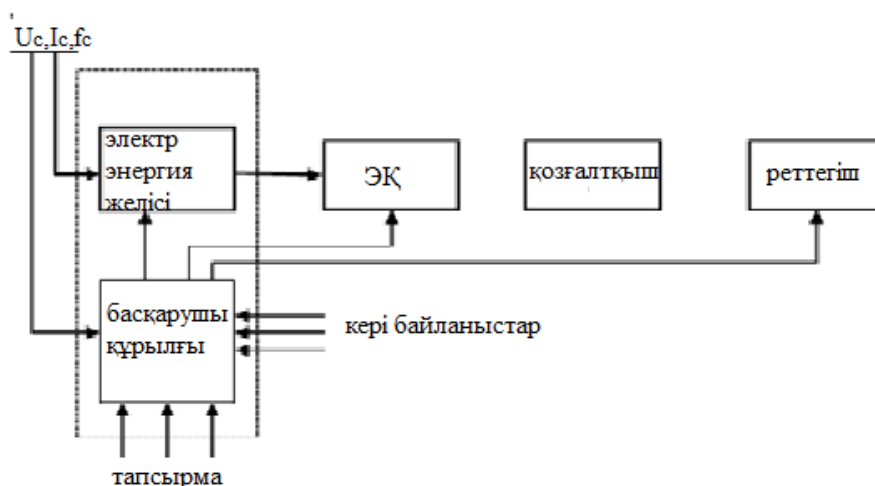 Uc,Ic,fc
электр
энергия
желісі
ЭҚ
қозғалтқыш
реттегіш
басқарушы
құрылғы
кері байланыстар
тапсырма